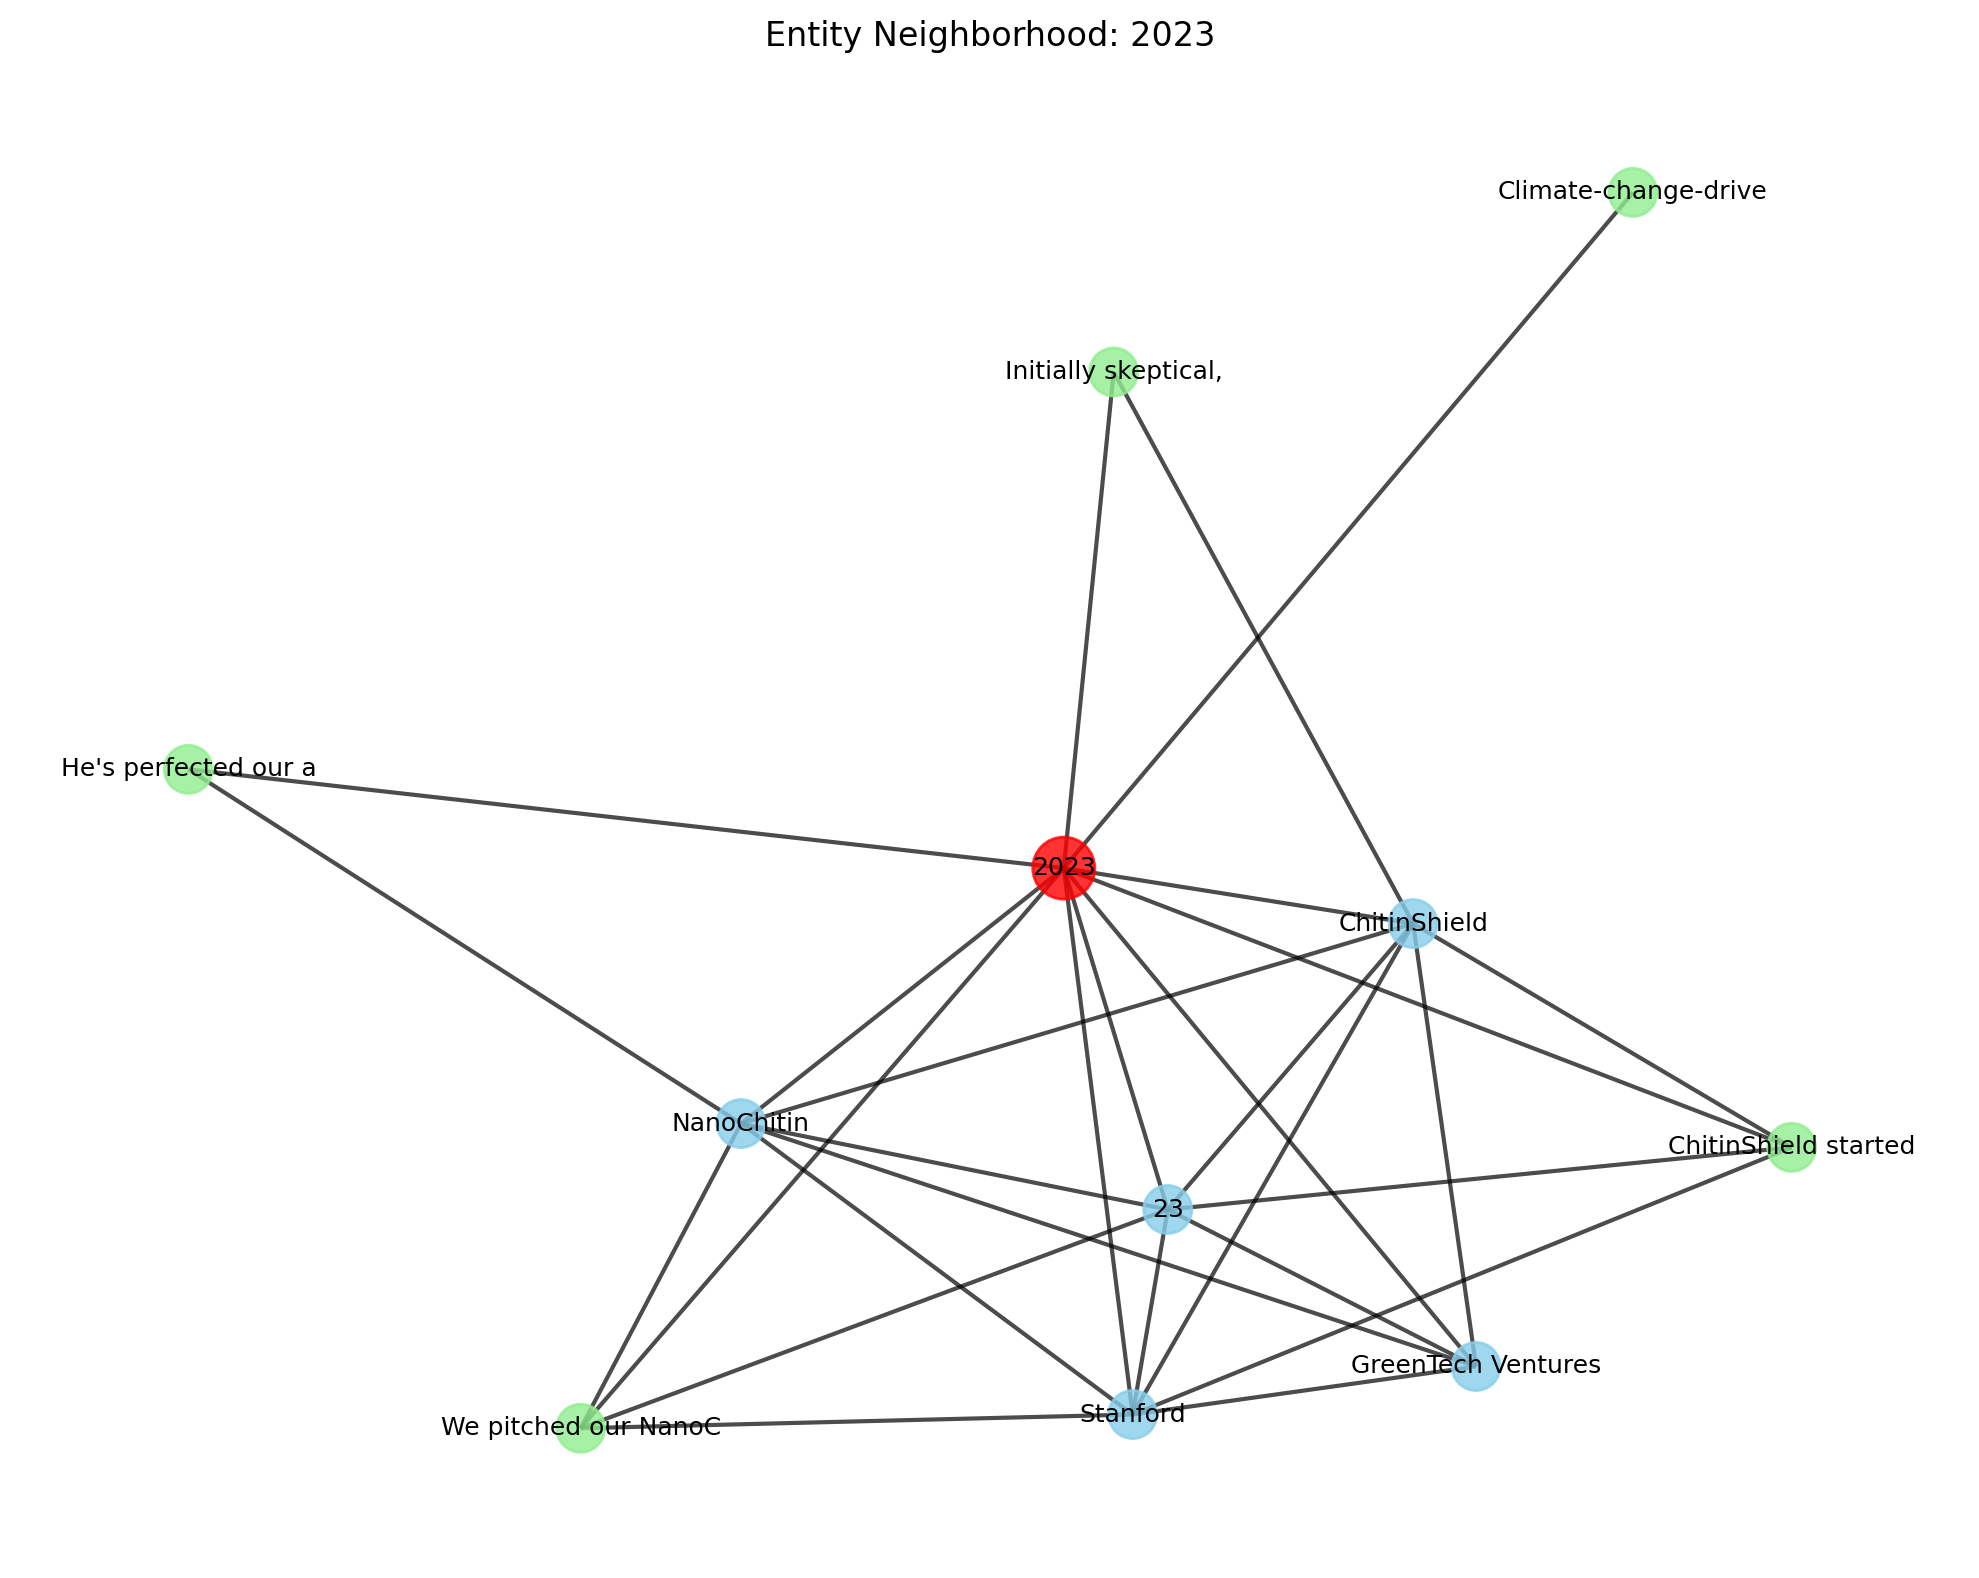 Entity Neighborhood: 2023
Climate-change-drive
Initially skeptical,
He's perfected our a
2023
ChitinShield
NanoChitin
ChitinShield started
23
GreenTech Ventures
Stanford
We pitched our NanoC